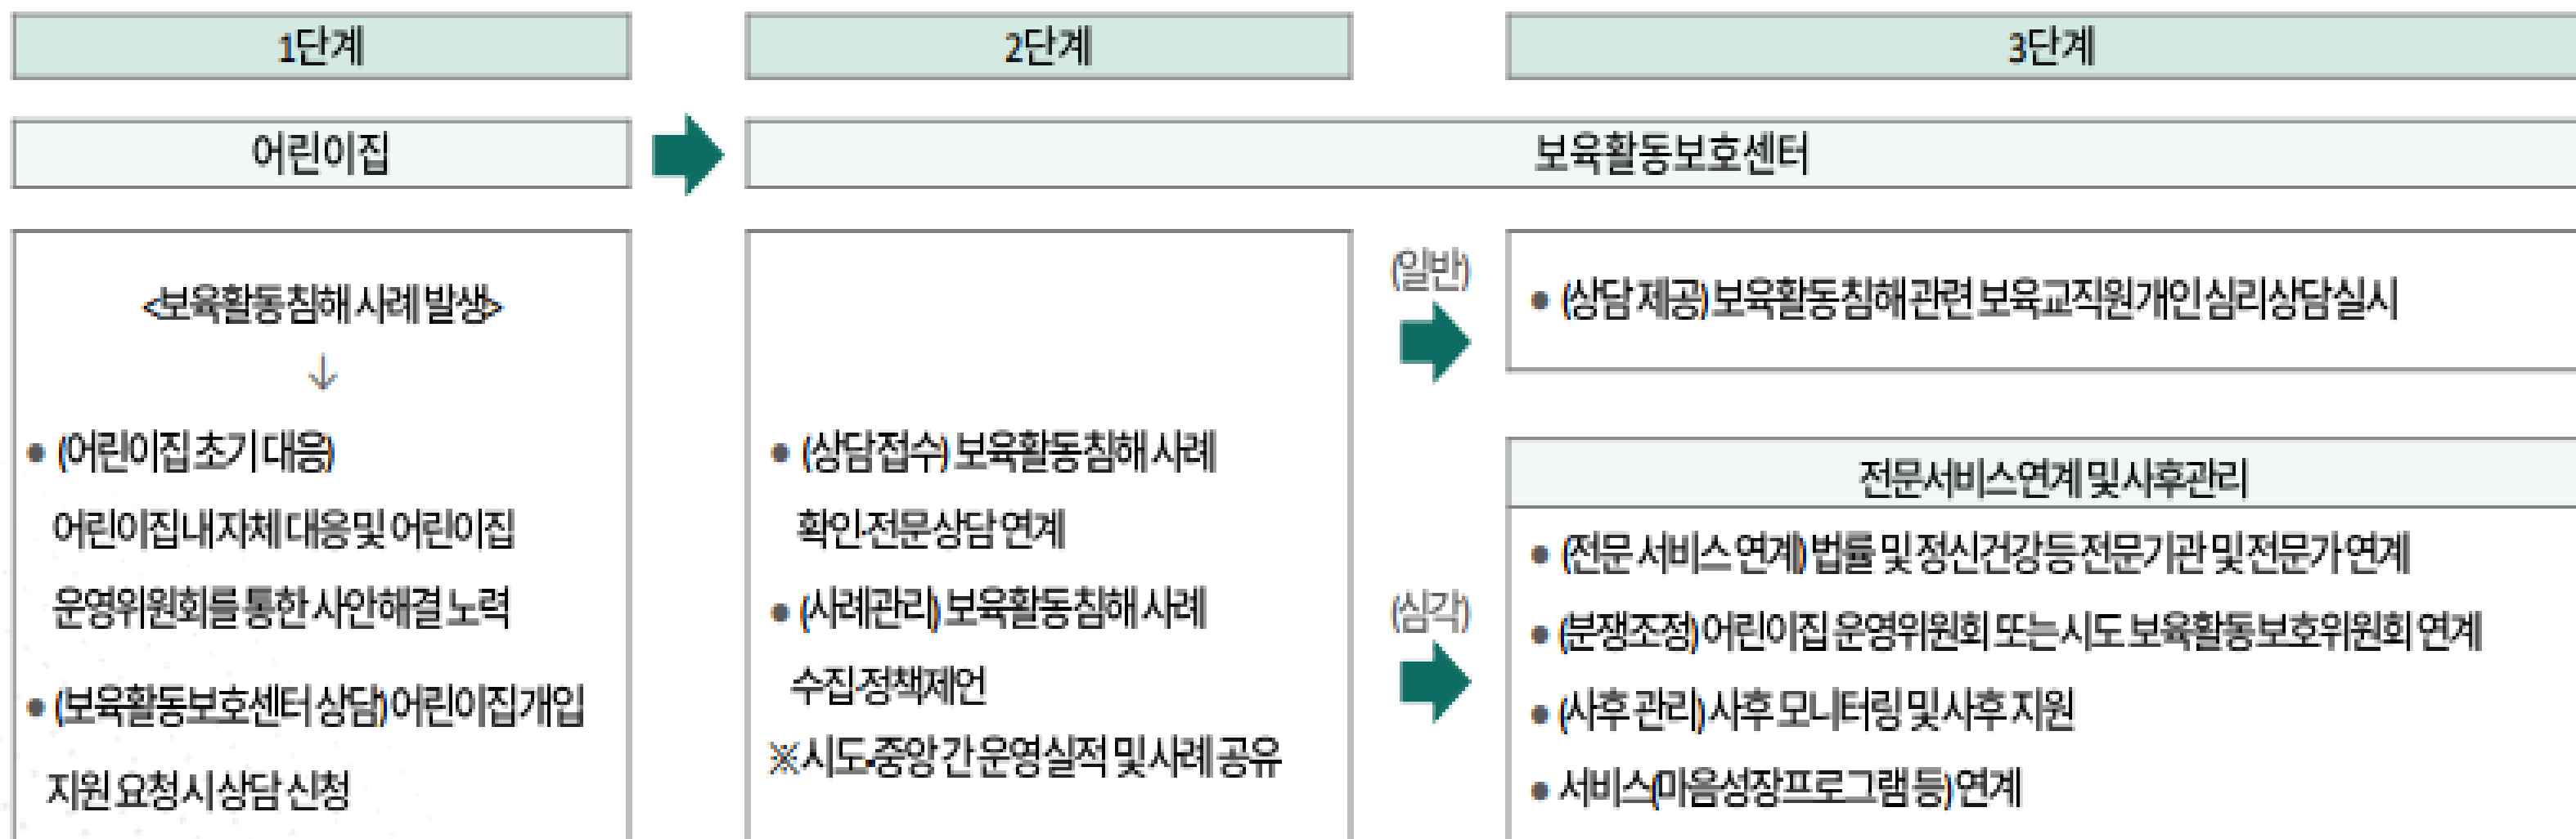 1단계
2단계
3단계
어린이집
보육활동보호센터
<보육활동 침해 사례 발생>
↓
• (어린이집 초기 대응)
어린이집 내 자체 대응 및 어린이집
운영위원회를 통한 사안해결 노력
• (보육활동보호센터 상담) 어린이집 개입
지원 요청 시 상담 신청
• (상담접수) 보육활동 침해 사례
확인·전문상담 연계
• (사례관리) 보육활동 침해 사례
수집·정책제언
※ 시도·중앙 간 운영실적 및 사례 공유
(일반)
• (상담 제공) 보육활동 침해 관련 보육교직원 개인 심리상담 실시
(심각)
전문서비스 연계 및 사후관리
• (전문 서비스 연계) 법률 및 정신건강 등 전문기관 및 전문가 연계
• (분쟁조정) 어린이집 운영위원회 또는 시도 보육활동보호위원회 연계
• (사후 관리) 사후 모니터링 및 사후 지원
• 서비스(마음성장프로그램 등) 연계